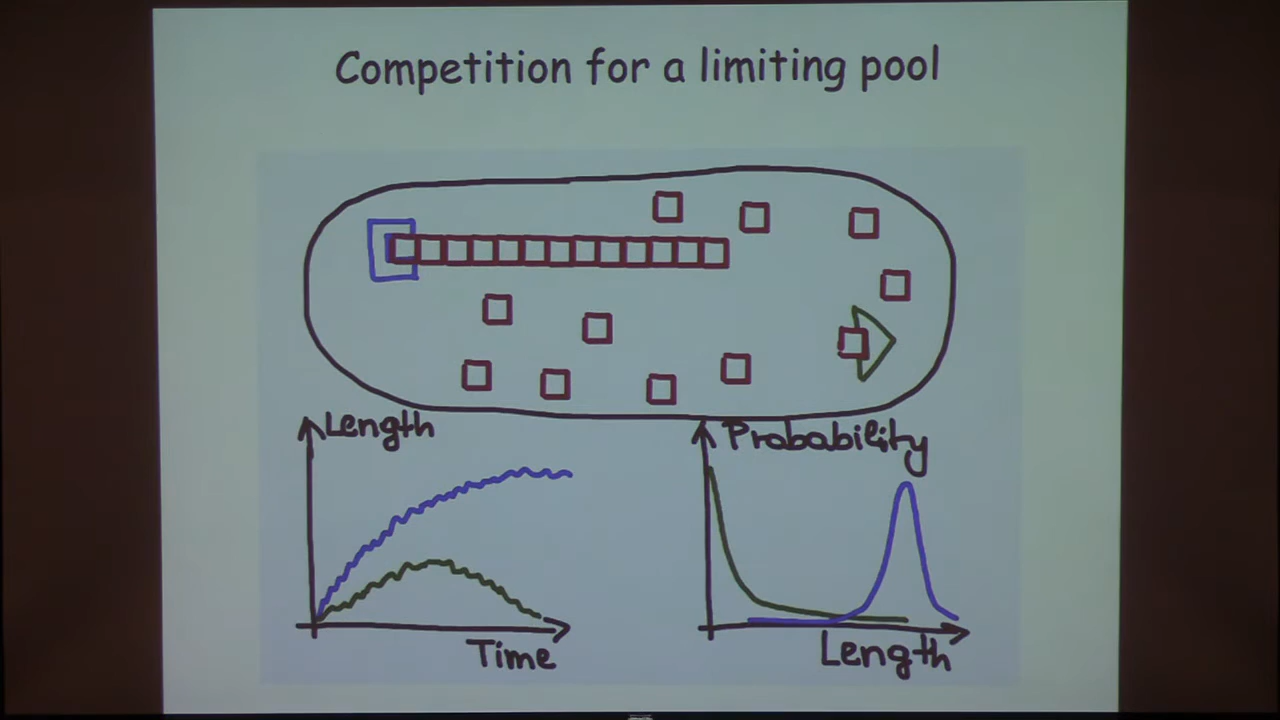 Competition for a limiting pool
Length
Probability
Time
Length